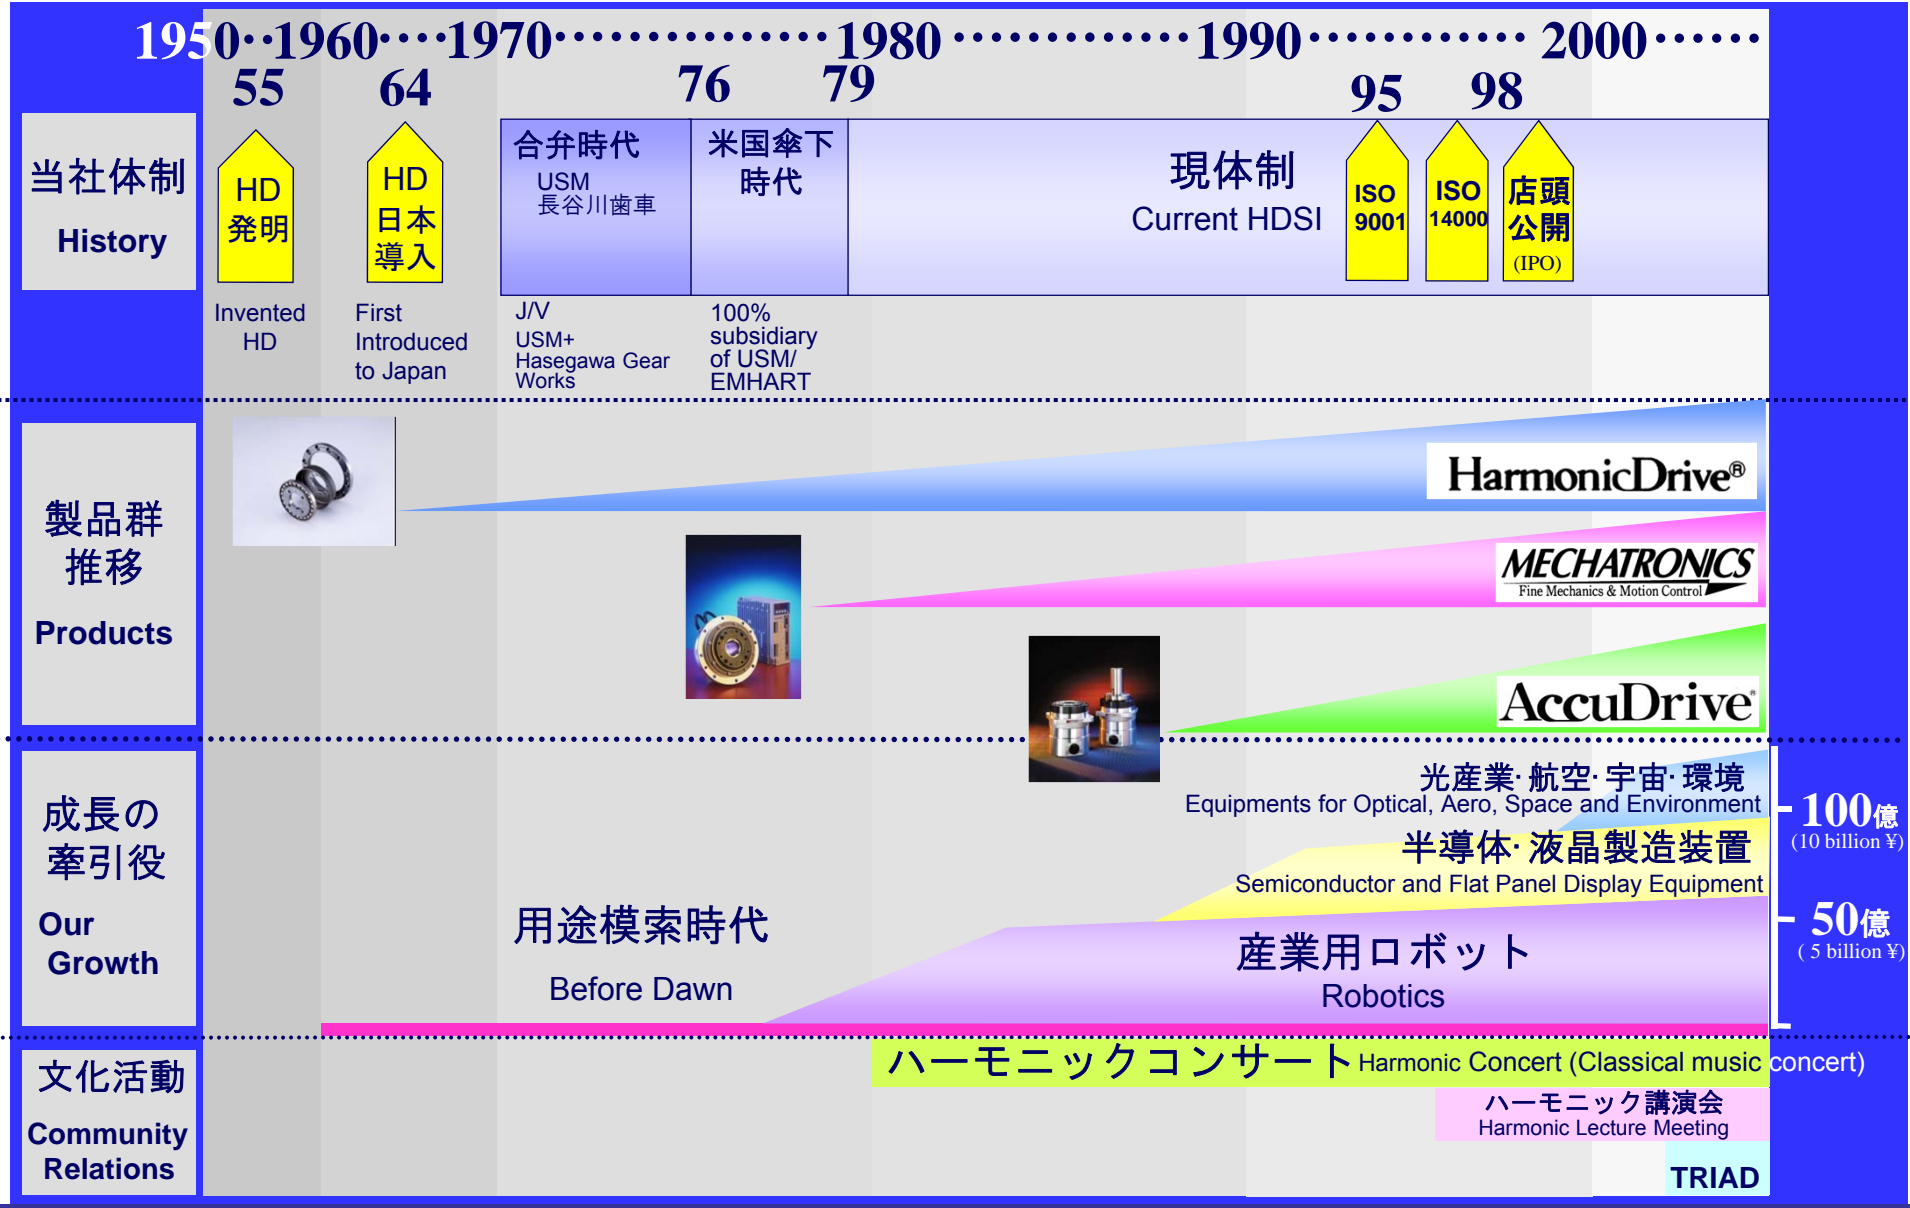 1950··1960····1970················1980··············1990·············2000······
55
64
76
79
95
98
当社体制
History
HD
発明
Invented
HD
HD
日本
導入
First
Introduced
to Japan
合弁時代
USM
長谷川歯車
J/V
USM+
Hasegawa Gear
Works
米国傘下
時代
100%
subsidiary
of USM/
EMHART
現体制
Current HDSI
ISO
9001
ISO
14000
店頭
公開
(IPO)
製品群
推移
Products
HarmonicDrive®
MECHATRONICS
Fine Mechanics & Motion Control
AccuDrive®
成長の
牽引役
Our
Growth
用途模索時代
Before Dawn
光産業·航空·宇宙·環境
Equipments for Optical, Aero, Space and Environment
半導体·液晶製造装置
Semiconductor and Flat Panel Display Equipment
産業用ロボット
Robotics
100億
(10 billion ¥)
50億
( 5 billion ¥)
文化活動
Community
Relations
ハーモニックコンサート Harmonic Concert (Classical music concert)
ハーモニック講演会
Harmonic Lecture Meeting
TRIAD